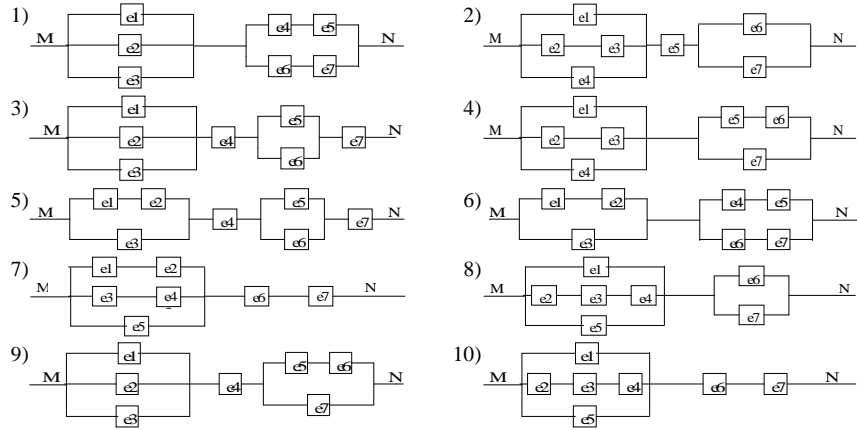 1) M e1 e2 e3 e4 e5 e6 e7 N
2) M e1 e2 e3 e4 e5 e6 e7 N
3) M e1 e2 e3 e4 e5 e6 e7 N
4) M e1 e2 e3 e4 e5 e6 e7 N
5) M e1 e2 e3 e4 e5 e6 e7 N
6) M e1 e2 e3 e4 e5 e6 e7 N
7) M e1 e2 e3 e4 e5 e6 e7 N
8) M e1 e2 e3 e4 e5 e6 e7 N
9) M e1 e2 e3 e4 e5 e6 e7 N
10) M e1 e2 e3 e4 e5 e6 e7 N